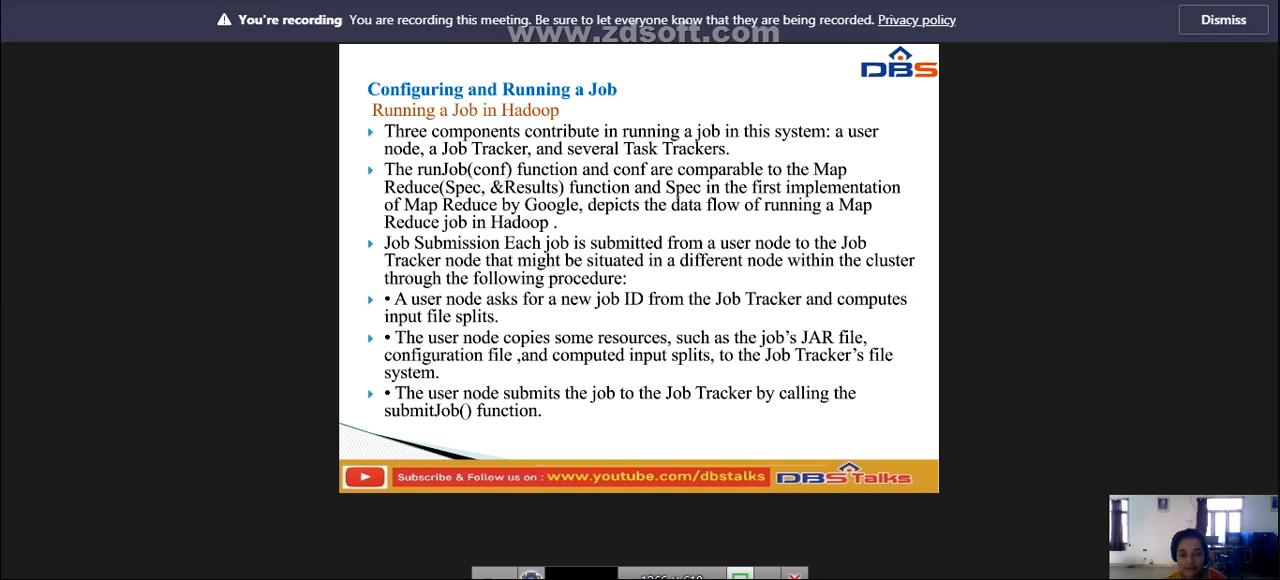 You're recording You are recording this meeting. Be sure to let everyone know that they are being recorded. Privacy policy Dismiss
www.zdsoft.com
DBS
Configuring and Running a Job
Running a Job in Hadoop
Three components contribute in running a job in this system: a user
node, a Job Tracker, and several Task Trackers.
The runJob(conf) function and conf are comparable to the Map
Reduce(Spec, &Results) function and Spec in the first implementation
of Map Reduce by Google, depicts the data flow of running a Map
Reduce job in Hadoop .
Job Submission Each job is submitted from a user node to the Job
Tracker node that might be situated in a different node within the cluster
through the following procedure:
• A user node asks for a new job ID from the Job Tracker and computes
input file splits.
• The user node copies some resources, such as the job's JAR file,
configuration file ,and computed input splits, to the Job Tracker's file
system.
• The user node submits the job to the Job Tracker by calling the
submitJob() function.
Subscribe & Follow us on : www.youtube.com/dbstalks DBS Talks